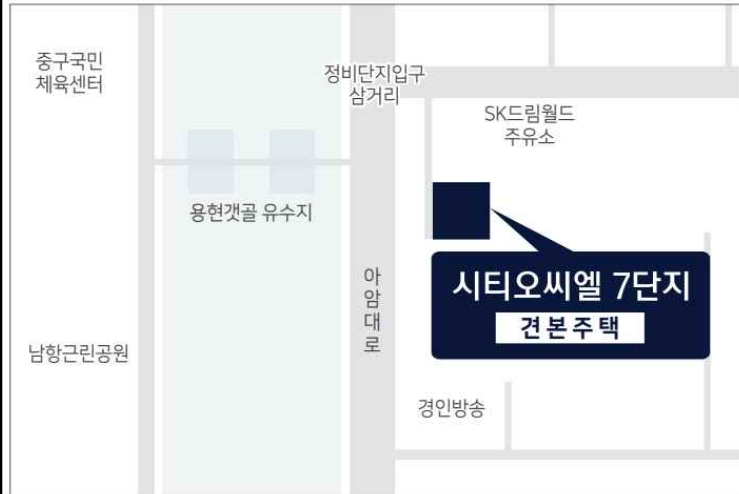 중구국민
체육센터
정비단지입구
삼거리
SK드림월드
주유소
용현갯골 유수지
아암대로
시티오씨엘 7단지
견본주택
남항근린공원
경인방송